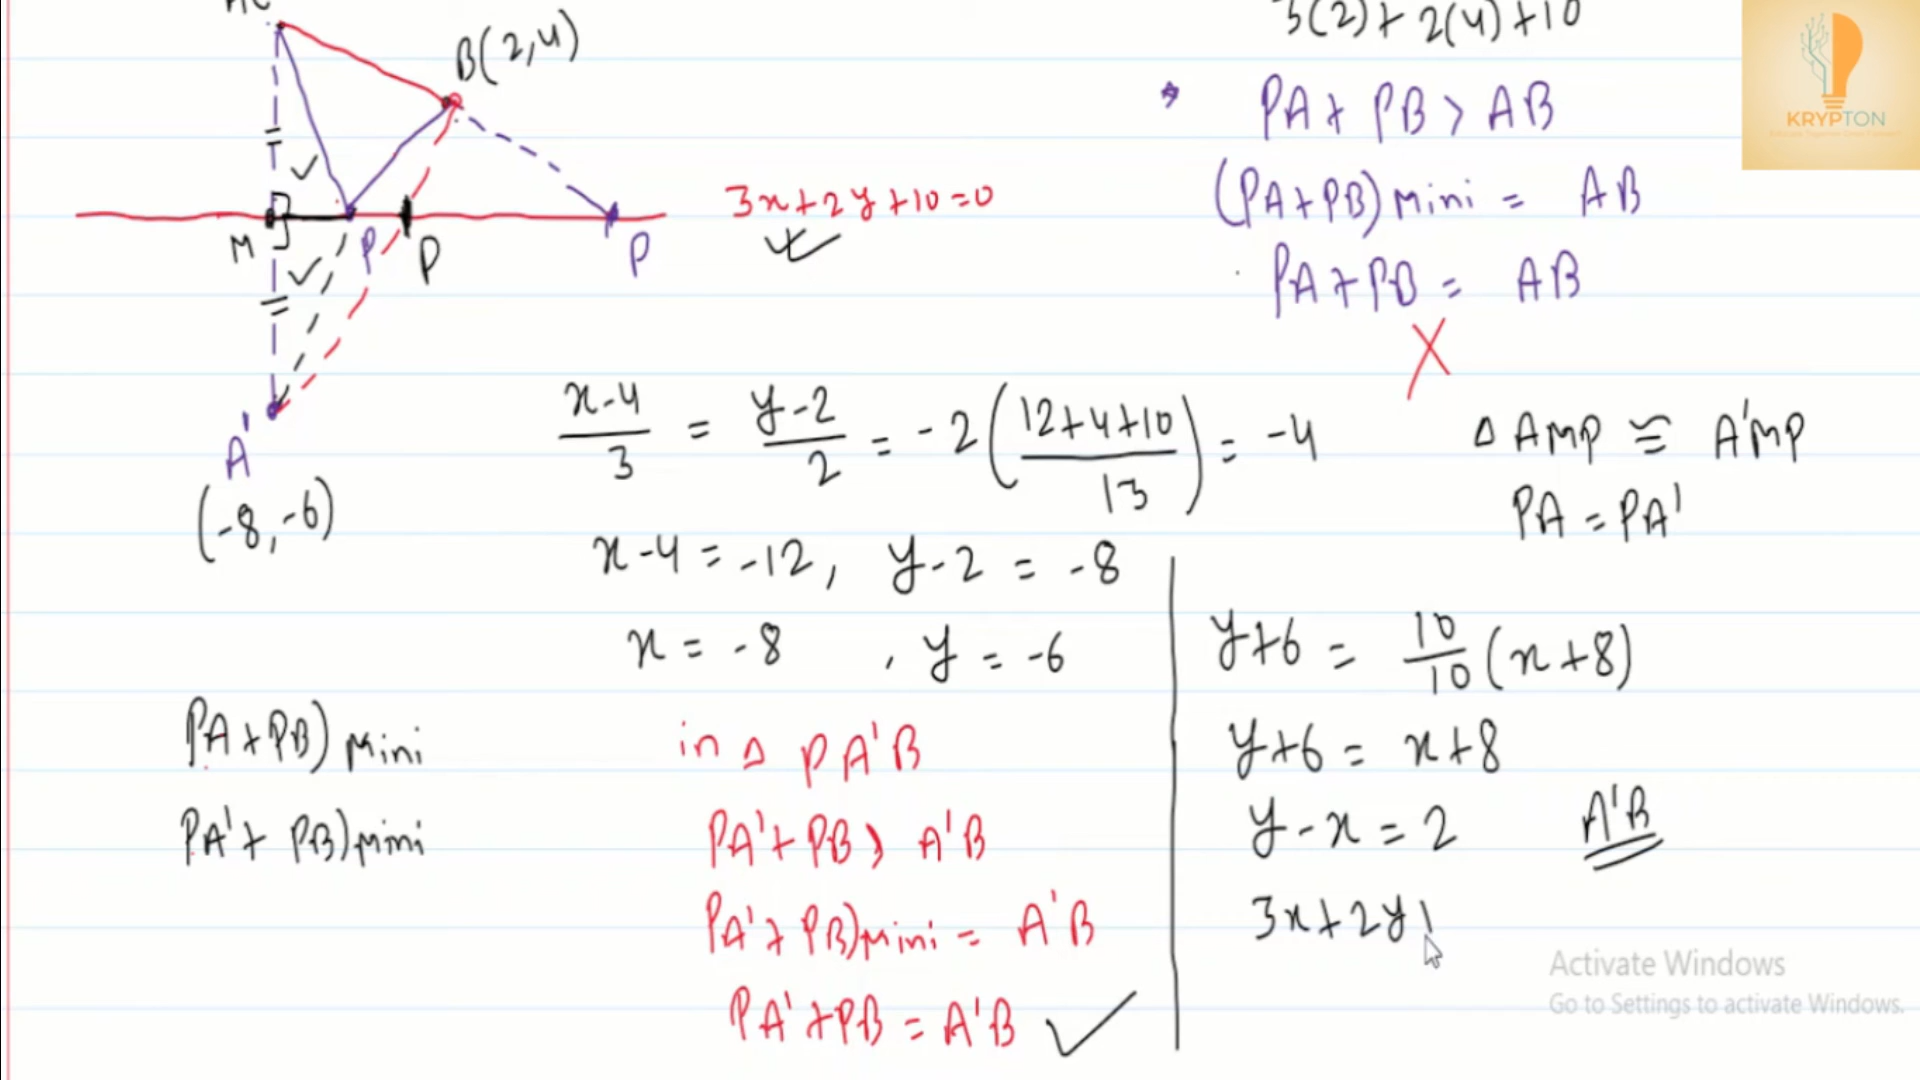 B(2,4)
3(2)+ 2(4)+10
KRYPTON
PA + PB > AB
3x+2y+10=0
(PA+PB) mini = AB
M
P
P
P
PA+PB = AB
A'
(-8,-6)
x-4/3 = y-2/2 = -2(12+4+10/13) = -4
Δ AMP ≅ A'MP
PA = PA'
x-4 = -12, y-2 = -8
x = -8 , y = -6
PA+PB) mini
PA'+ PB)mini
in Δ PA'B
PA'+ PB > A'B
PA'+ PB)mini = A'B
PA'+PB = A'B
y+6 = 10/10 (x+8)
y+6 = x+8
y-x = 2 A'B
3x+2y
Activate Windows
Go to Settings to activate Windows.